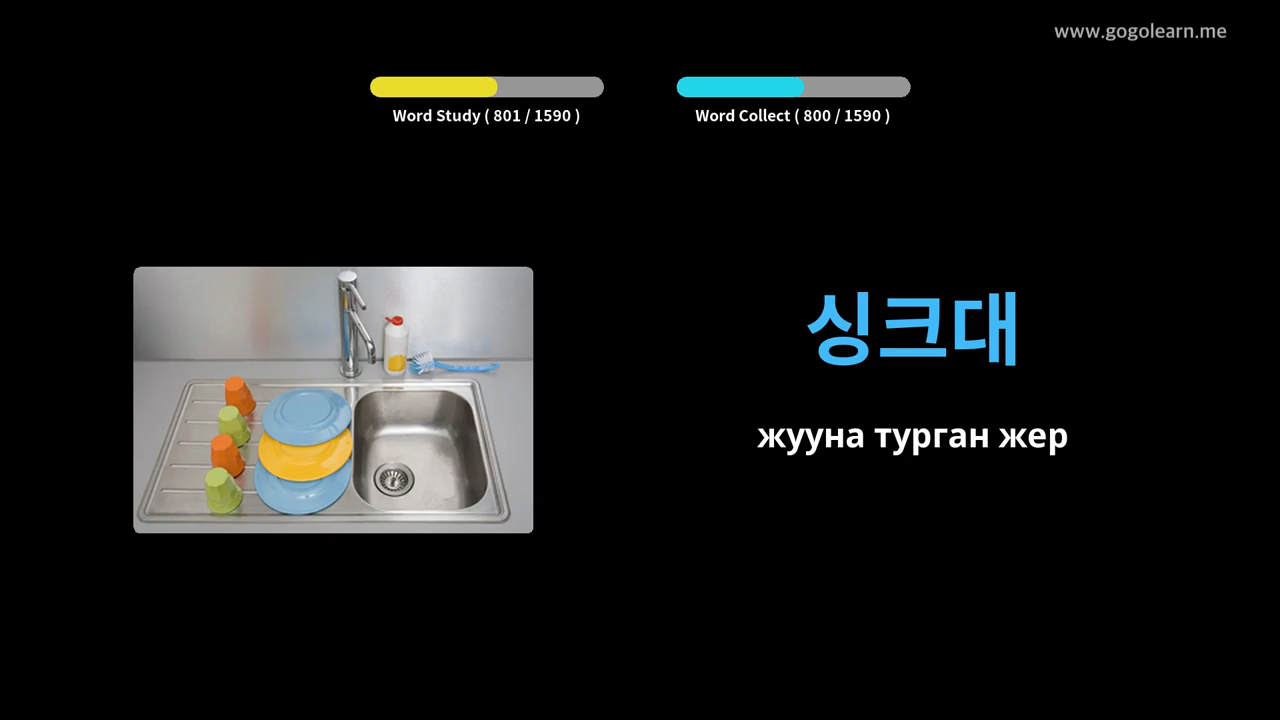 www.gogolearn.me
Word Study ( 801 / 1590 )
Word Collect ( 800 / 1590 )
싱크대
жууна турган жер